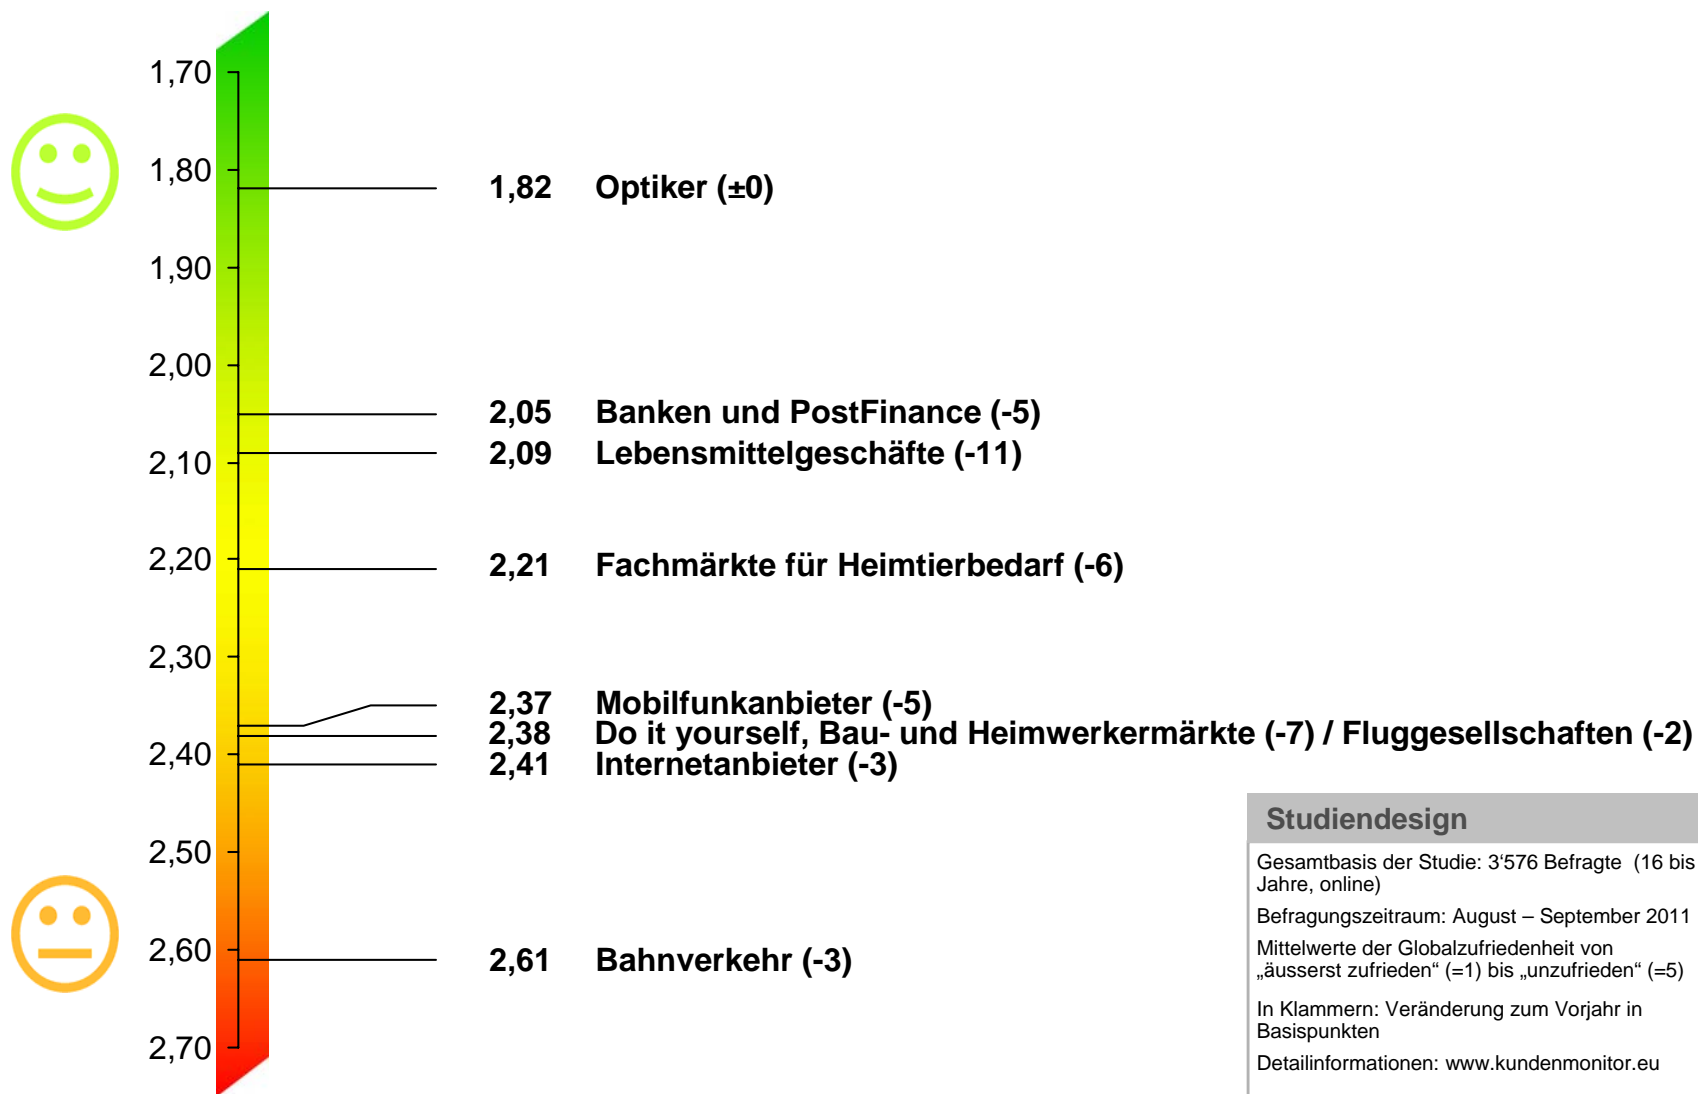 1,70
1,80
1,82 Optiker (±0)
1,90
2,00
2,05 Banken und PostFinance (-5)
2,09 Lebensmittelgeschäfte (-11)
2,10
2,20
2,21 Fachmärkte für Heimtierbedarf (-6)
2,30
2,37 Mobilfunkanbieter (-5)
2,38 Do it yourself, Bau- und Heimwerkermärkte (-7) / Fluggesellschaften (-2)
2,40
2,41 Internetanbieter (-3)
2,50
2,60
2,61 Bahnverkehr (-3)
2,70
Studiendesign
Gesamtbasis der Studie: 3‘576 Befragte (16 bis
Jahre, online)
Befragungszeitraum: August – September 2011
Mittelwerte der Globalzufriedenheit von
„äusserst zufrieden“ (=1) bis „unzufrieden“ (=5)
In Klammern: Veränderung zum Vorjahr in
Basispunkten
Detailinformationen: www.kundenmonitor.eu